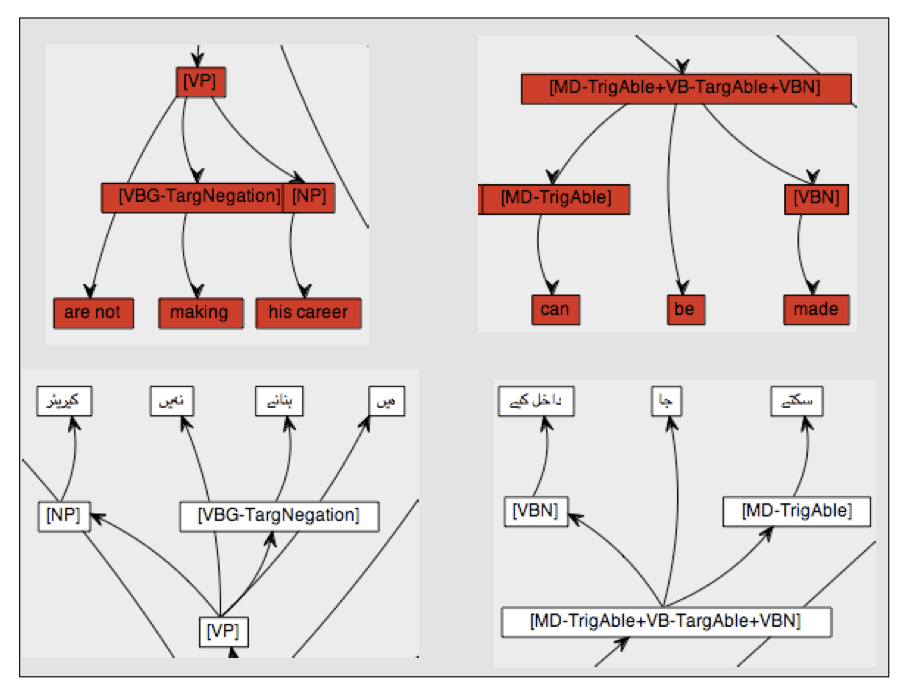 [VP]
[VBG-TargNegation] [NP]
are not making his career
[MD-TrigAble+VB-TargAble+VBN]
[MD-TrigAble] [VBN]
can be made
کیریئر نہیں بنانے ہیں
[NP] [VBG-TargNegation]
[VP]
داخل کیے جا سکتے
[VBN] [MD-TrigAble]
[MD-TrigAble+VB-TargAble+VBN]